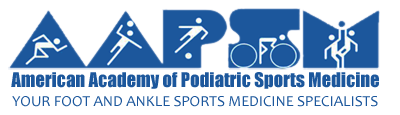 AAPSM
American Academy of Podiatric Sports Medicine
YOUR FOOT AND ANKLE SPORTS MEDICINE SPECIALISTS